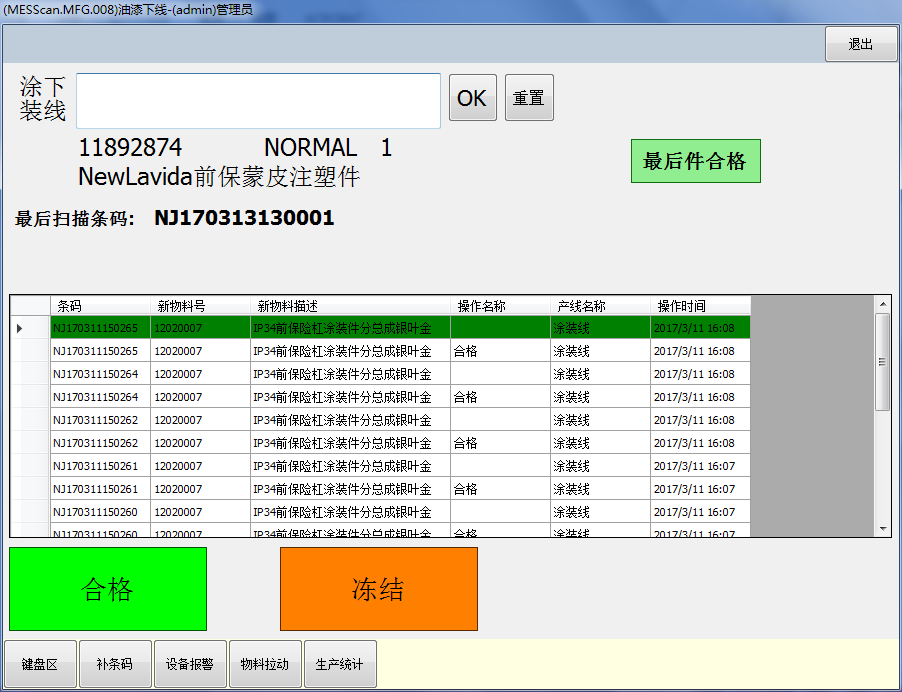 (MESScan.MFG.008)油漆下线-(admin)管理员
退出
涂下
装线
OK
重置
11892874 NORMAL 1
NewLavida前保蒙皮注塑件
最后件合格
最后扫描条码: NJ170313130001
条码 新物料号 新物料描述 操作名称 产线名称 操作时间
NJ170311150265 12020007 IP34前保险杠涂装件分总成银叶金 涂装线 2017/3/11 16:08
NJ170311150265 12020007 IP34前保险杠涂装件分总成银叶金 合格 涂装线 2017/3/11 16:08
NJ170311150264 12020007 IP34前保险杠涂装件分总成银叶金 涂装线 2017/3/11 16:08
NJ170311150264 12020007 IP34前保险杠涂装件分总成银叶金 合格 涂装线 2017/3/11 16:08
NJ170311150262 12020007 IP34前保险杠涂装件分总成银叶金 涂装线 2017/3/11 16:08
NJ170311150262 12020007 IP34前保险杠涂装件分总成银叶金 合格 涂装线 2017/3/11 16:08
NJ170311150261 12020007 IP34前保险杠涂装件分总成银叶金 涂装线 2017/3/11 16:07
NJ170311150261 12020007 IP34前保险杠涂装件分总成银叶金 合格 涂装线 2017/3/11 16:07
NJ170311150260 12020007 IP34前保险杠涂装件分总成银叶金 涂装线 2017/3/11 16:07
NJ170311150260 12020007 IP34前保险杠涂装件分总成银叶金 合格 涂装线 2017/3/11 16:07
合格
冻结
键盘区 补条码 设备报警 物料拉动 生产统计